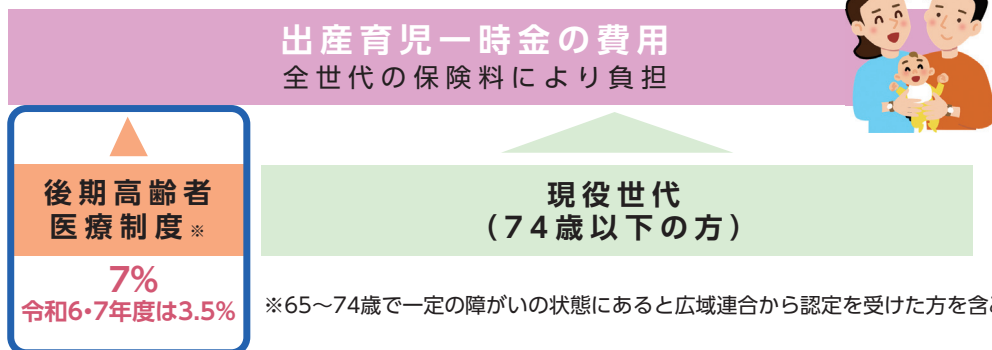 出産育児一時金の費用
全世代の保険料により負担
後期高齢者
医療制度※
7%
令和6・7年度は3.5%
現役世代
（74歳以下の方）
※65～74歳で一定の障がいの状態にあると広域連合から認定を受けた方を含